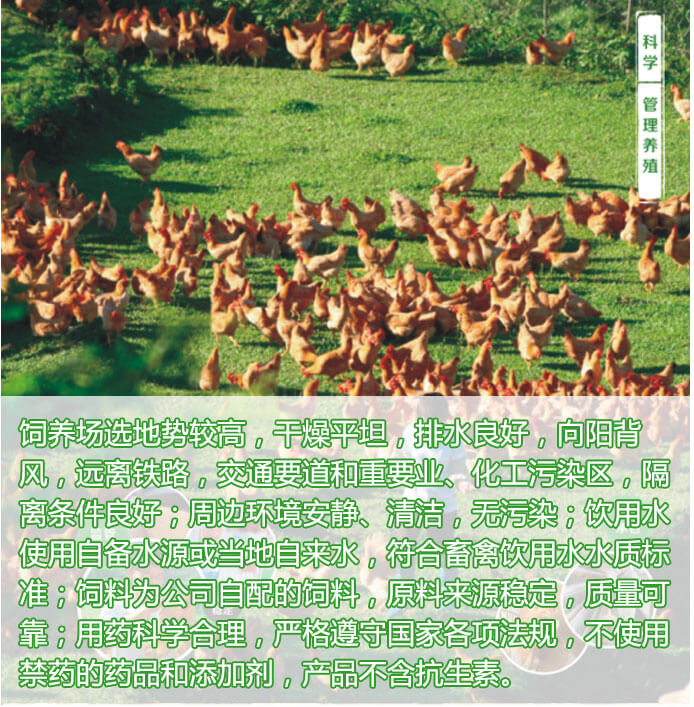 科学
管理养殖
饲养场选地势较高，干燥平坦，排水良好，向阳背
风，远离铁路，交通要道和重要业、化工污染区，隔
离条件良好；周边环境安静、清洁，无污染；饮用水
使用自备水源或当地自来水，符合畜禽饮用水水质标
准；饲料为公司自配的饲料，原料来源稳定，质量可
靠；用药科学合理，严格遵守国家各项法规，不使用
禁药的药品和添加剂，产品不含抗生素。